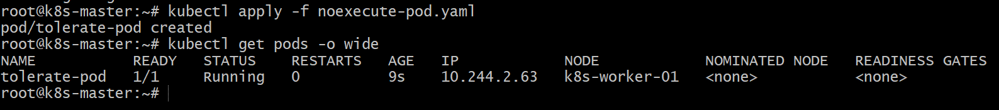 root@k8s-master:~# kubectl apply -f noexecute-pod.yaml
pod/tolerate-pod created
root@k8s-master:~# kubectl get pods -o wide
NAME READY STATUS RESTARTS AGE IP NODE NOMINATED NODE READINESS GATES
tolerate-pod 1/1 Running 0 9s 10.244.2.63 k8s-worker-01 <none> <none>
root@k8s-master:~#